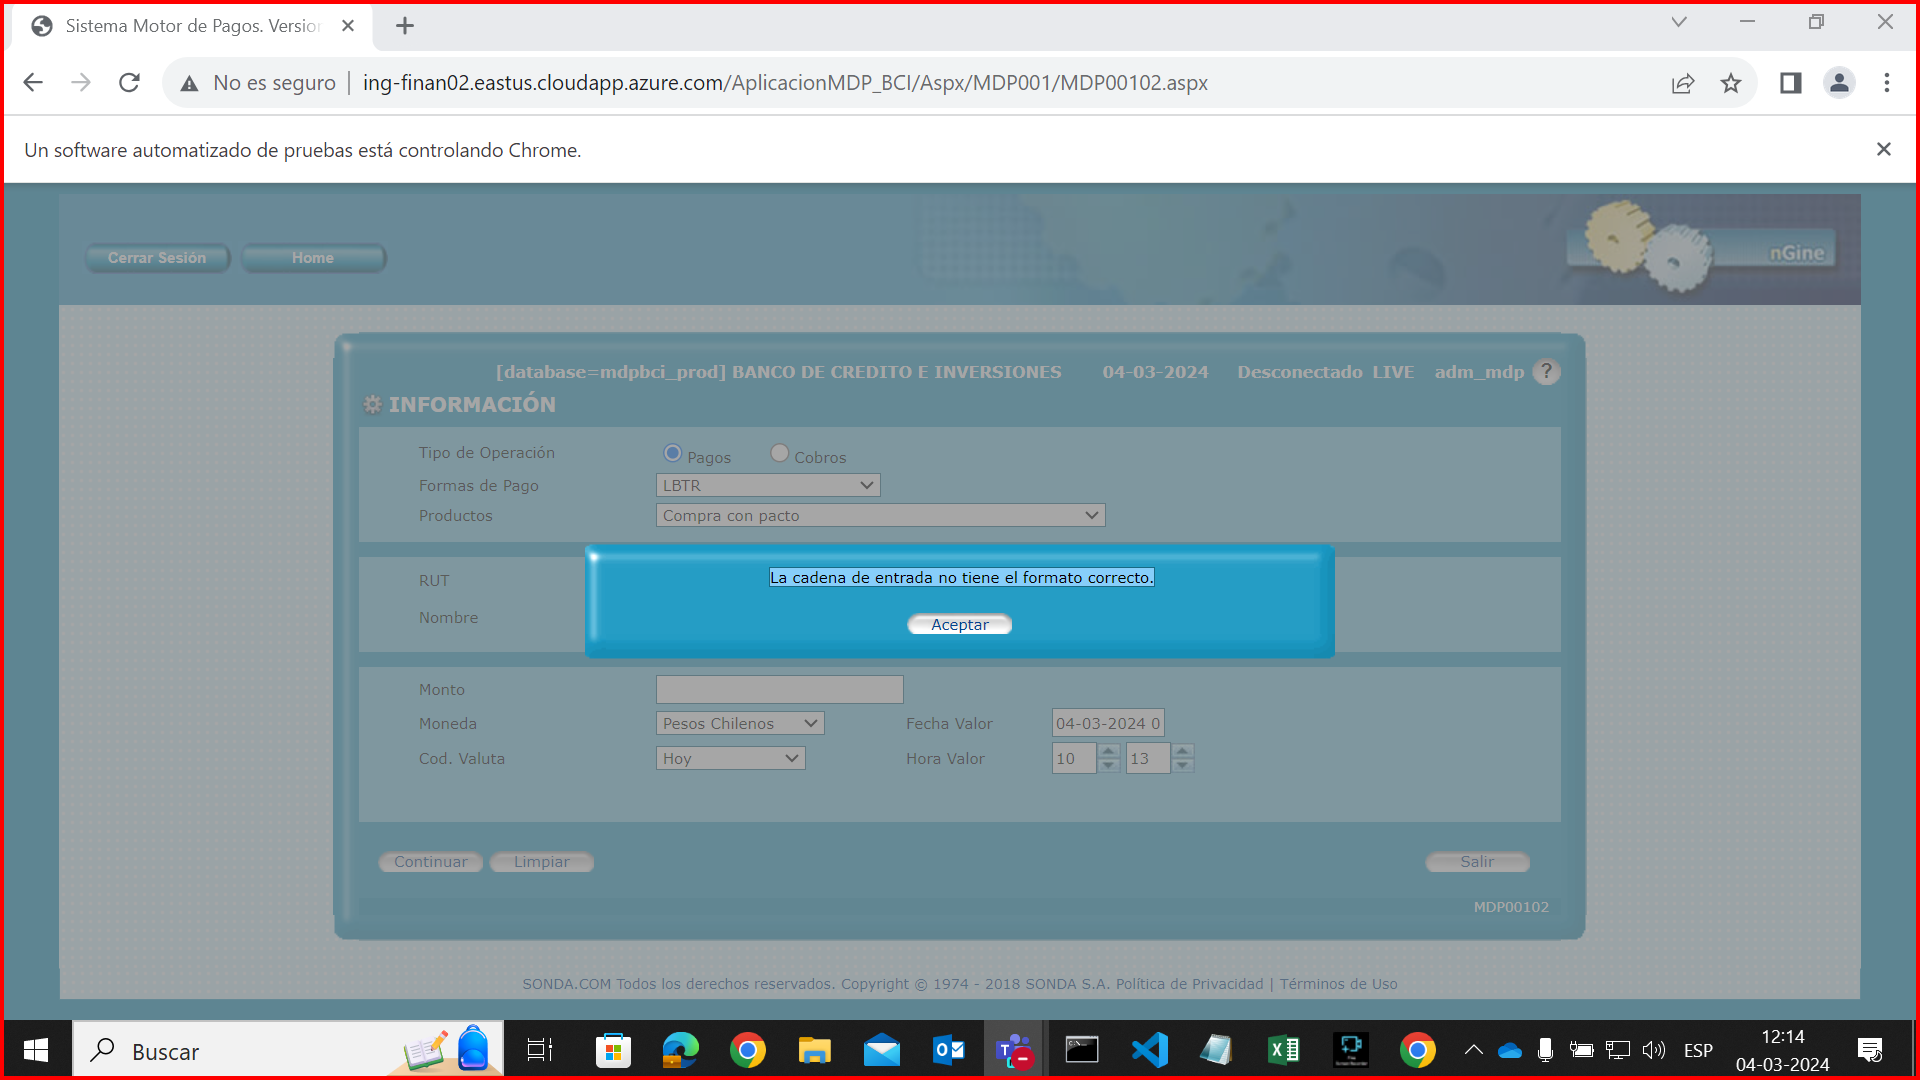 Sistema Motor de Pagos. Version
No es seguro
ing-finan02.eastus.cloudapp.azure.com/AplicacionMDP_BCI/Aspx/MDP001/MDP00102.aspx
Un software automatizado de pruebas está controlando Chrome.
Cerrar Sesión
Home
nGine
[database=mdpbci_prod] BANCO DE CREDITO E INVERSIONES 04-03-2024 Desconectado LIVE adm_mdp ?
INFORMACIÓN
Tipo de Operación Pagos Cobros
Formas de Pago LBTR
Productos Compra con pacto
RUT
Nombre
La cadena de entrada no tiene el formato correcto.
Aceptar
Monto
Moneda Pesos Chilenos Fecha Valor 04-03-2024 0
Cod. Valuta Hoy Hora Valor 10 13
Continuar Limpiar Salir
MDP00102
SONDA.COM Todos los derechos reservados. Copyright © 1974 - 2018 SONDA S.A. Política de Privacidad | Términos de Uso
Buscar
ESP
12:14
04-03-2024